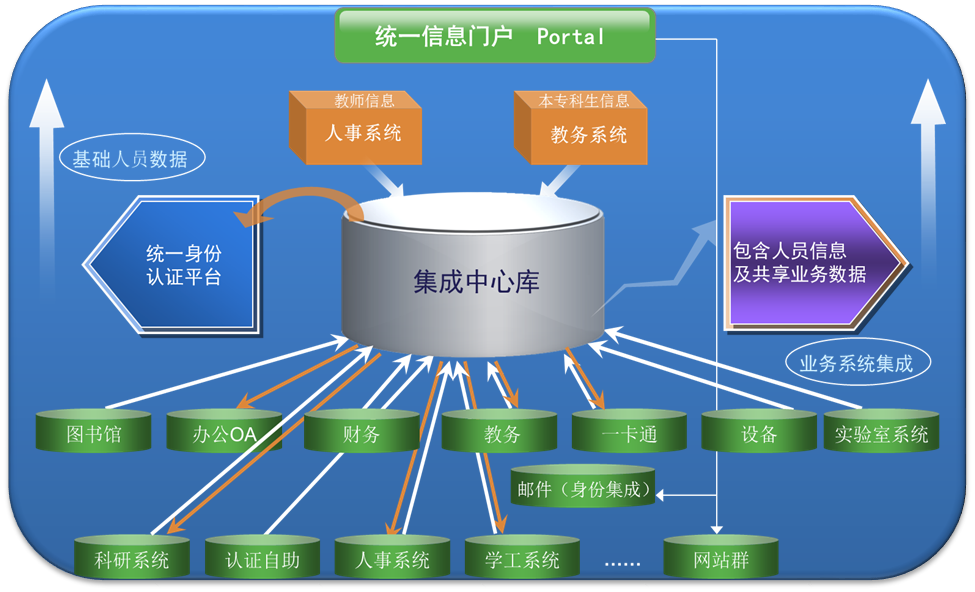 统一信息门户 Portal
教师信息
人事系统
本专科生信息
教务系统
基础人员数据
统一身份
认证平台
集成中心库
包含人员信息
及共享业务数据
业务系统集成
图书馆
办公OA
财务
教务
一卡通
设备
实验室系统
邮件（身份集成）
科研系统
认证自助
人事系统
学工系统
……
网站群